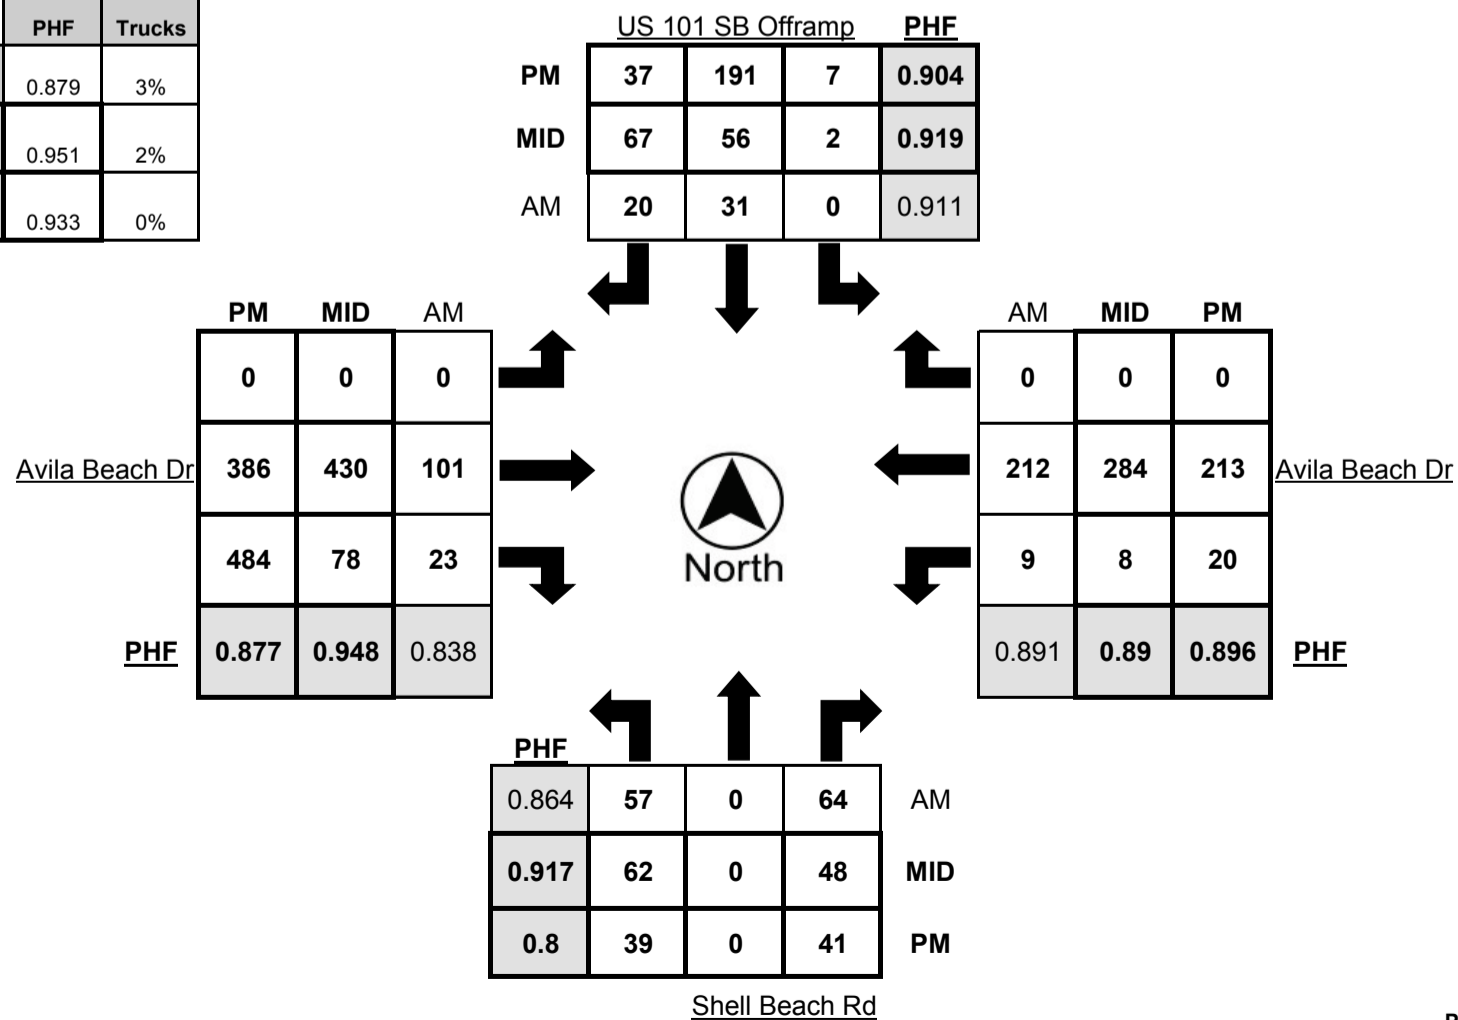 PHF Trucks
0.879 3%
0.951 2%
0.933 0%
US 101 SB Offramp PHF
PM 37 191 7 0.904
MID 67 56 2 0.919
AM 20 31 0 0.911
PM MID AM
0 0 0
Avila Beach Dr 386 430 101
484 78 23
PHF 0.877 0.948 0.838
North
AM MID PM
0 0 0
212 284 213 Avila Beach Dr
9 8 20
0.891 0.89 0.896 PHF
PHF
0.864 57 0 64 AM
0.917 62 0 48 MID
0.8 39 0 41 PM
Shell Beach Rd